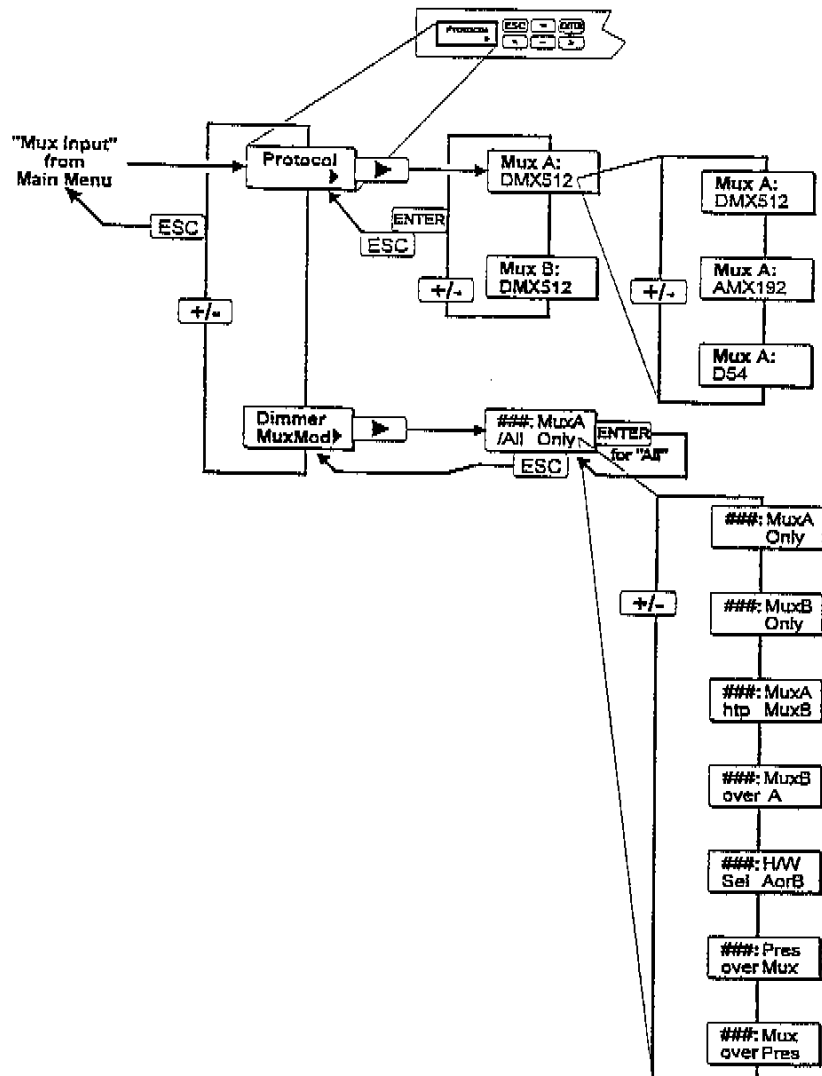 Protocol
ESC
ENTER
"Mux Input"
from
Main Menu
ESC
+/-
Protocol
ENTER
ESC
+/-
Mux A:
DMX512
Mux B:
DMX512
+/-
Mux A:
DMX512
Mux A:
AMX192
Mux A:
D54
Dimmer
MuxMod
###: MuxA
/All Only
ENTER
for "All"
ESC
+/-
###: MuxA
Only
###: MuxB
Only
###: MuxA
htp MuxB
###: MuxB
over A
###: H/W
Sel AorB
###: Pres
over Mux
###: Mux
over Pres